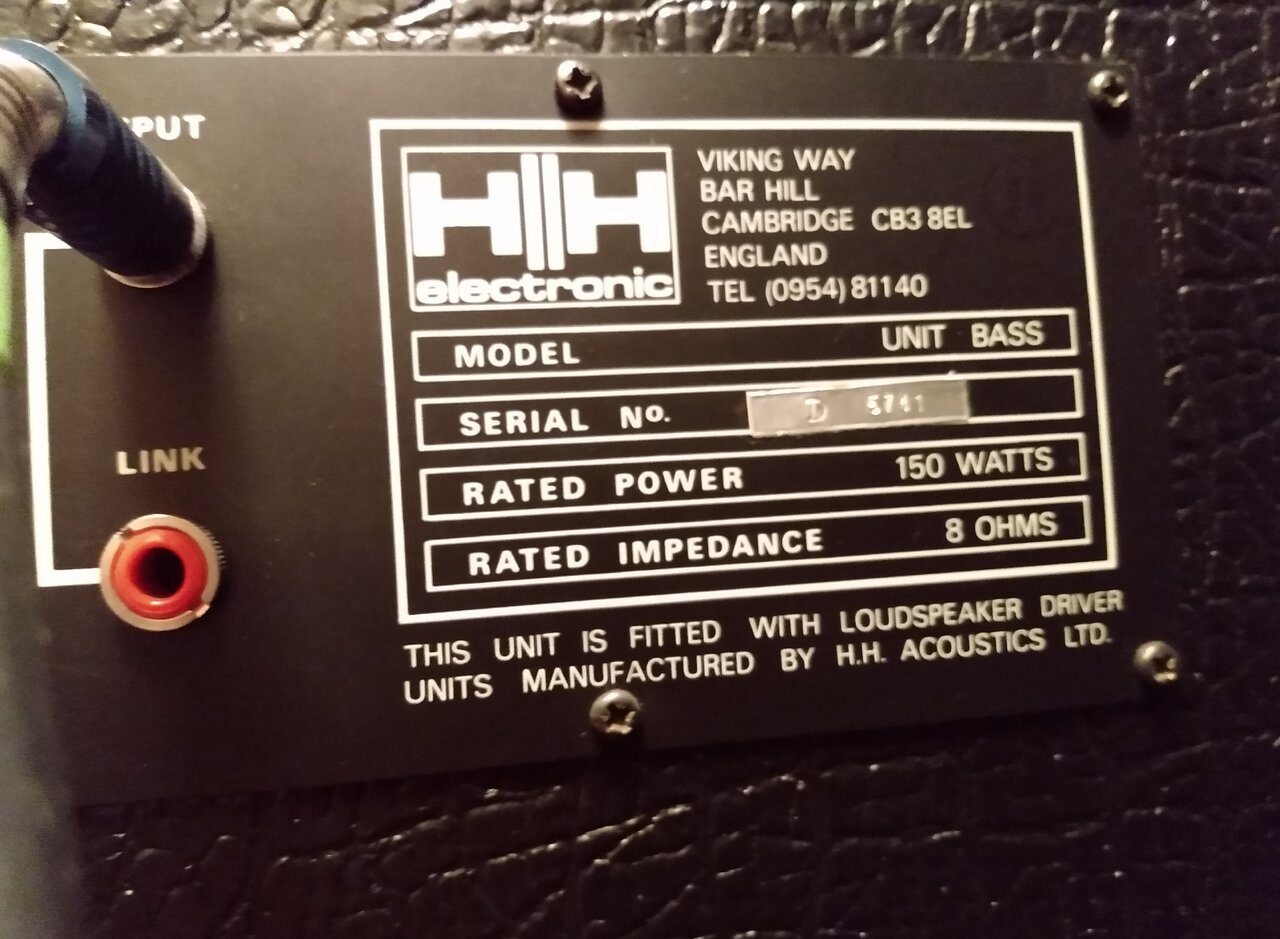 PUT
LINK
HH
electronic
VIKING WAY
BAR HILL
CAMBRIDGE CB3 8EL
ENGLAND
TEL (0954) 81140
MODEL UNIT BASS
SERIAL No. D 5741
RATED POWER 150 WATTS
RATED IMPEDANCE 8 OHMS
THIS UNIT IS FITTED WITH LOUDSPEAKER DRIVER
UNITS MANUFACTURED BY H.H. ACOUSTICS LTD.